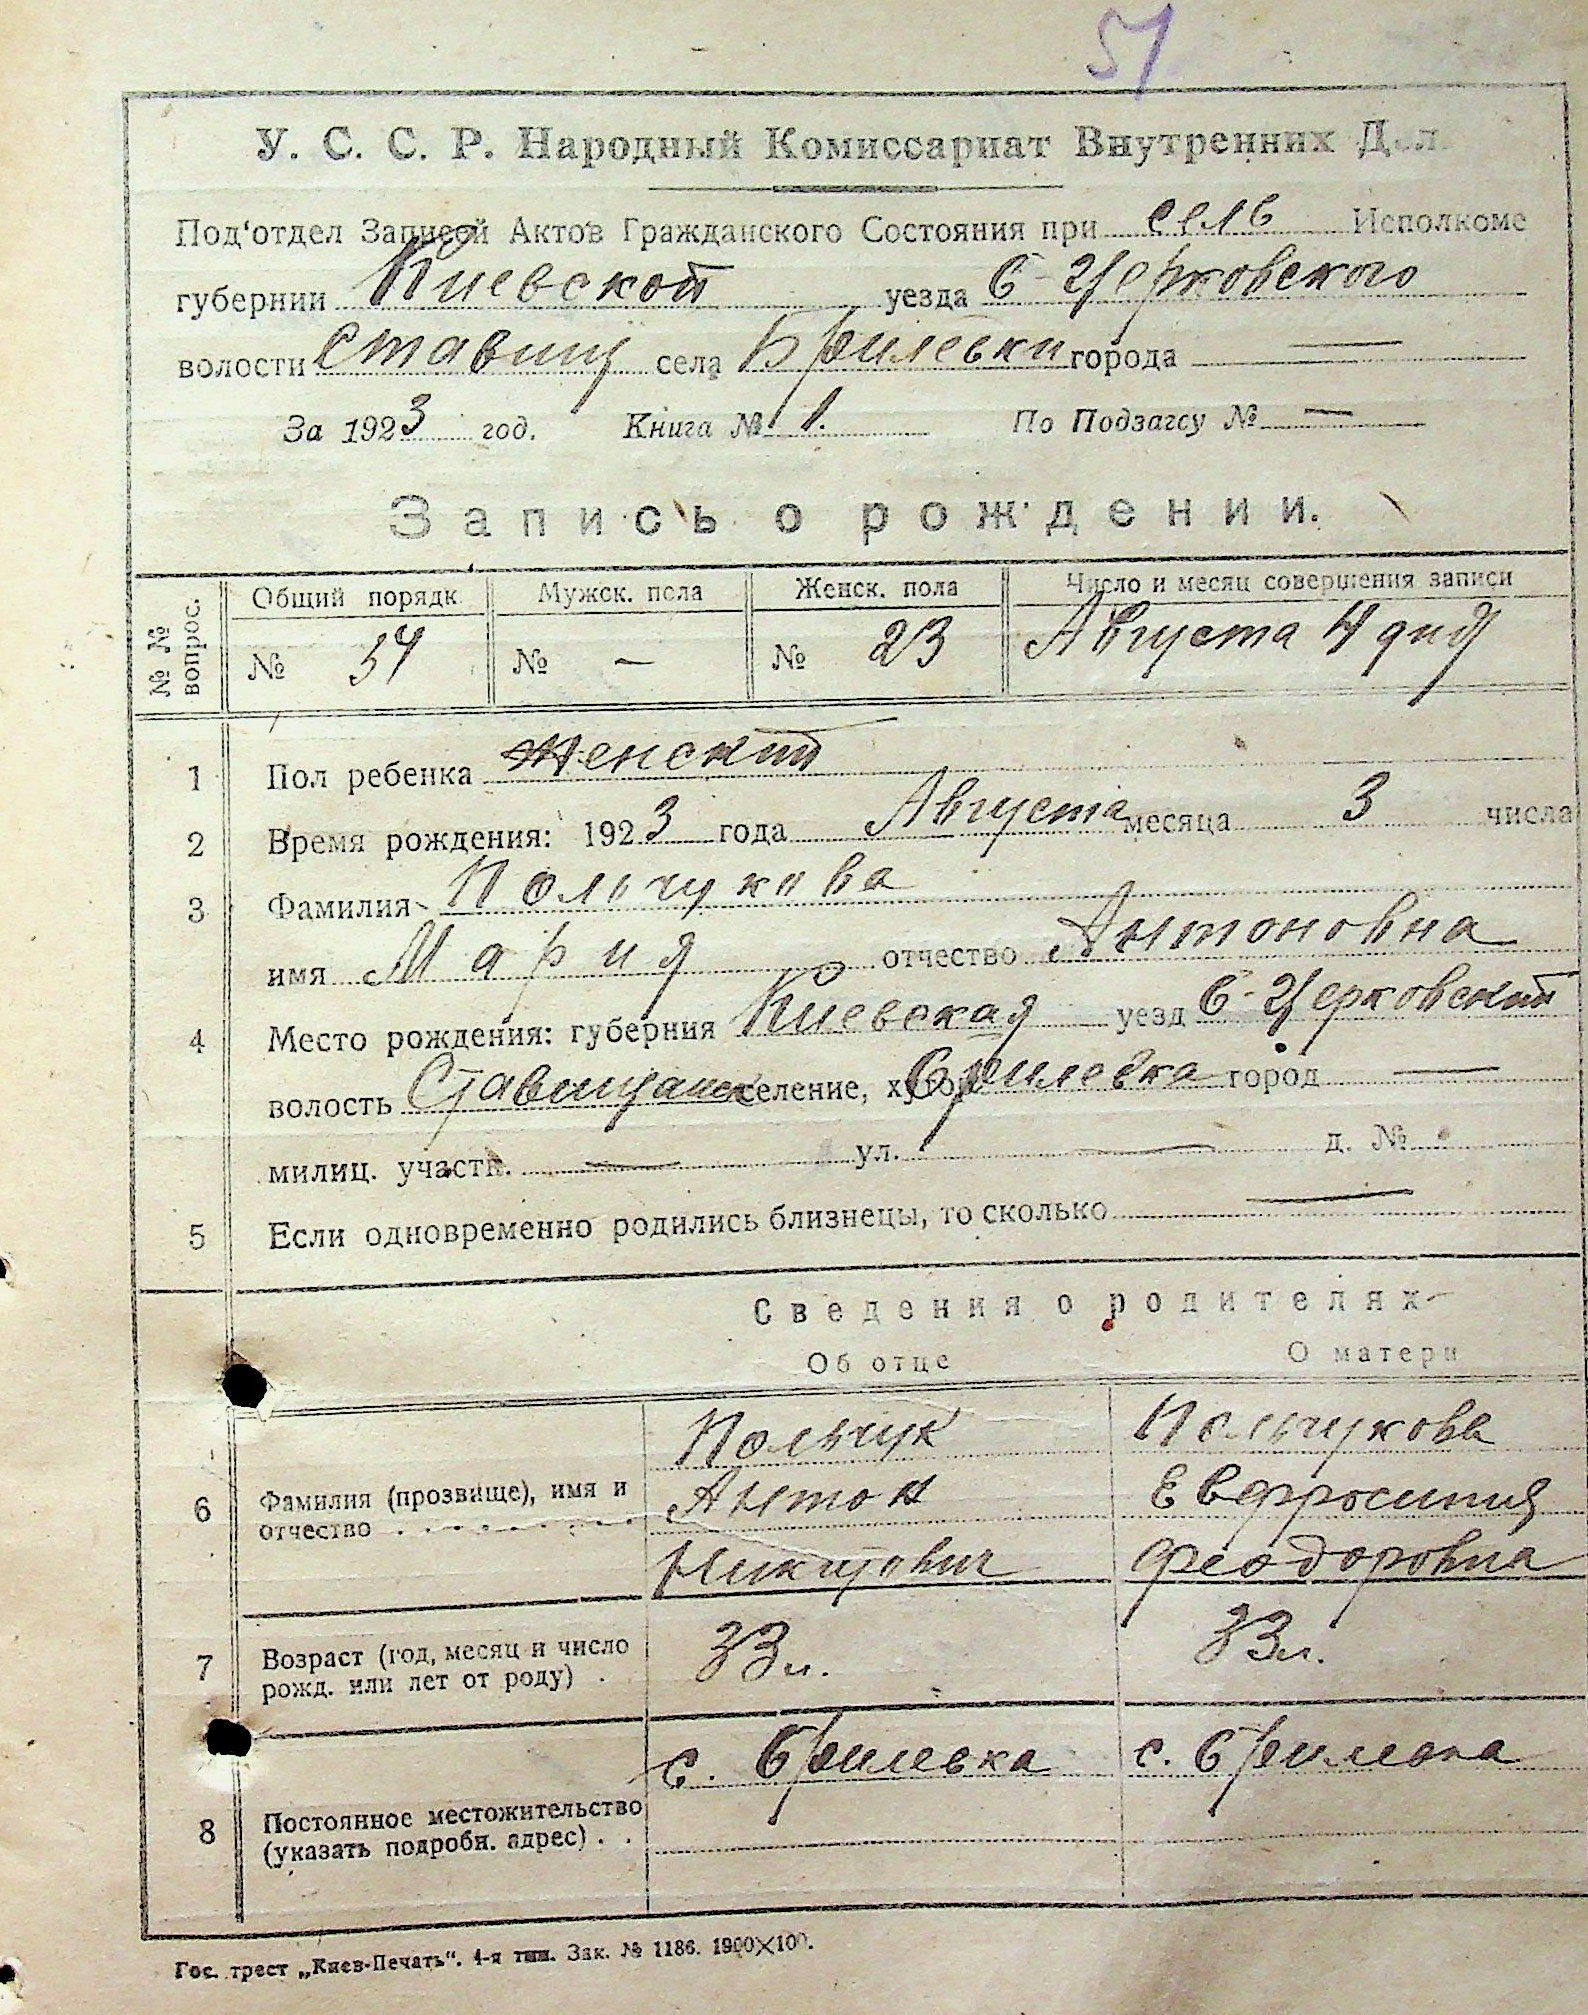 51
У. С. С. Р. Народный Комиссариат Внутренних Дел.
Под'отдел Записей Актов Гражданского Состояния при сель Исполкоме
губернии Киевской уезда Б-Церковского
волости Ставищ села Брилевки города —
За 1923 год. Книга № 1. По Подзагсу № —
Запись о рождении.
№ № вопрос. Общий порядк. Мужск. пола Женск. пола Число и месяц совершения записи
№ 54 № — № 23 Августа 4 дня
1 Пол ребенка женский
2 Время рождения: 1923 года Августа месяца 3 числа
3 Фамилия Польчукова
имя Мария отчество Антоновна
4 Место рождения: губерния Киевская уезд Б-Церковский
волость Ставищанск селение, хутор Брилевка город —
милиц. участк. — ул. — д. №
5 Если одновременно родились близнецы, то сколько —
Сведения о родителях
Об отце О матери
Польчук Польчукова
6 Фамилия (прозвище), имя и отчество Антон Евфросиния
Никитович Феодоровна
7 Возраст (год, месяц и число рожд. или лет от роду) . 33 л. 33 л.
с. Брилевка с. Брилевка
8 Постоянное местожительство (указать подробн. адрес) . .
Гос. трест „Киев-Печать". 4-я тип. Зак. № 1186. 1900×100.